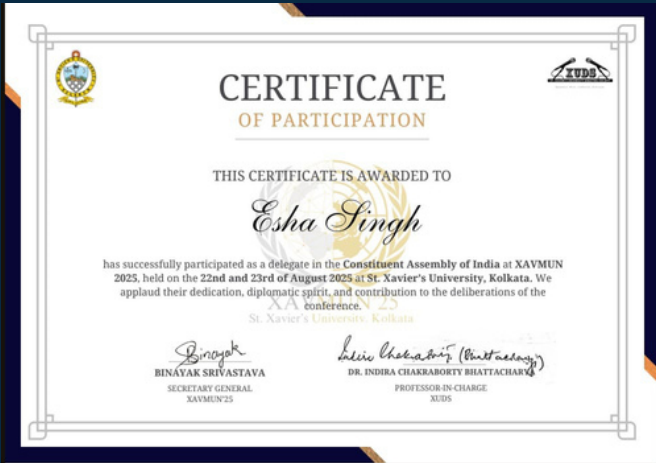 XUDS
CERTIFICATE
OF PARTICIPATION
THIS CERTIFICATE IS AWARDED TO
Esha Singh
has successfully participated as a delegate in the Constituent Assembly of India at XAVMUN
2025, held on the 22nd and 23rd of August 2025 at St. Xavier's University, Kolkata. We
applaud their dedication, diplomatic spirit, and contribution to the deliberations of the
conference.
XAVMUN'25
St. Xavier's University, Kolkata
Binayak
Indira Chakraborty (Bhattacharyya)
BINAYAK SRIVASTAVA
DR. INDIRA CHAKRABORTY BHATTACHARYA
SECRETARY GENERAL
PROFESSOR-IN-CHARGE
XAVMUN'25
XUDS